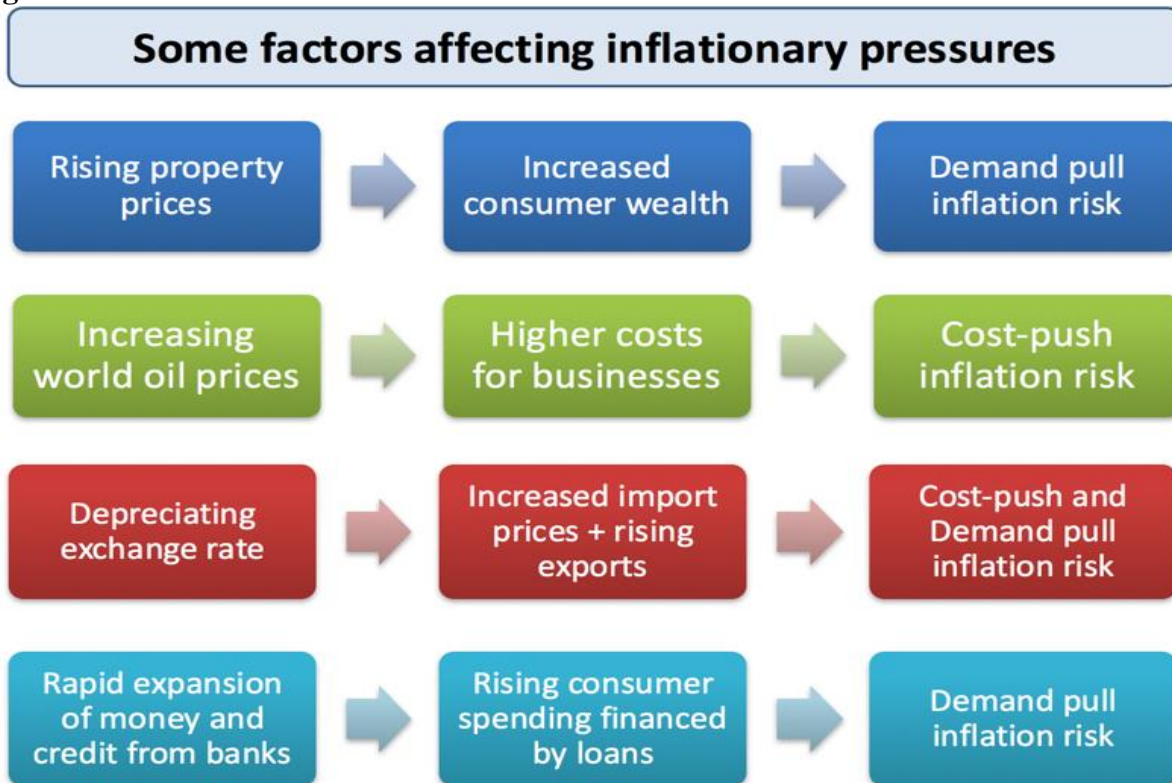 Some factors affecting inflationary pressures
Rising property
prices
Increased
consumer wealth
Demand pull
inflation risk
Increasing
world oil prices
Higher costs
for businesses
Cost-push
inflation risk
Depreciating
exchange rate
Increased import
prices + rising
exports
Cost-push and
Demand pull
inflation risk
Rapid expansion
of money and
credit from banks
Rising consumer
spending financed
by loans
Demand pull
inflation risk